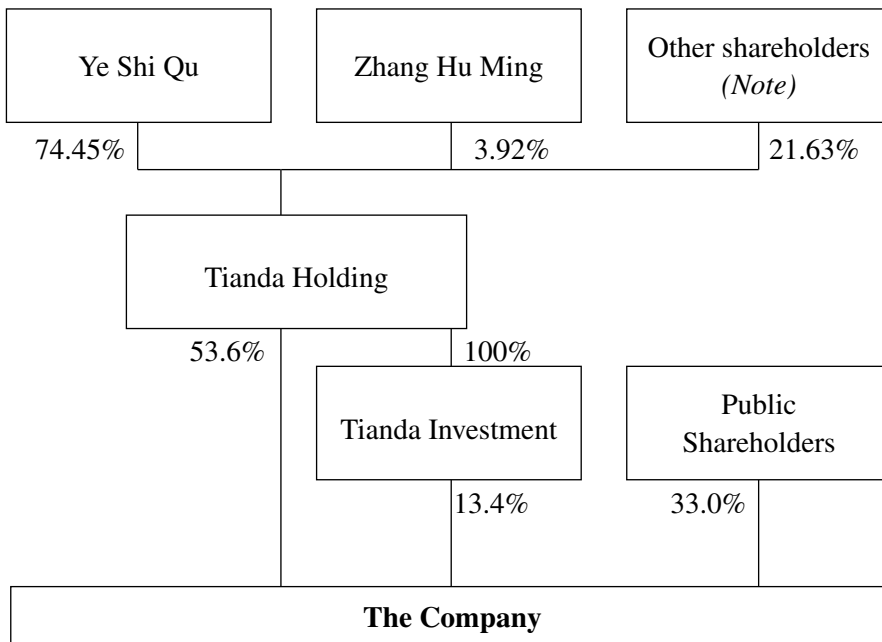 Ye Shi Qu
Zhang Hu Ming
Other shareholders
(Note)
74.45%
3.92%
21.63%
Tianda Holding
53.6%
100%
Tianda Investment
Public
Shareholders
13.4%
33.0%
The Company